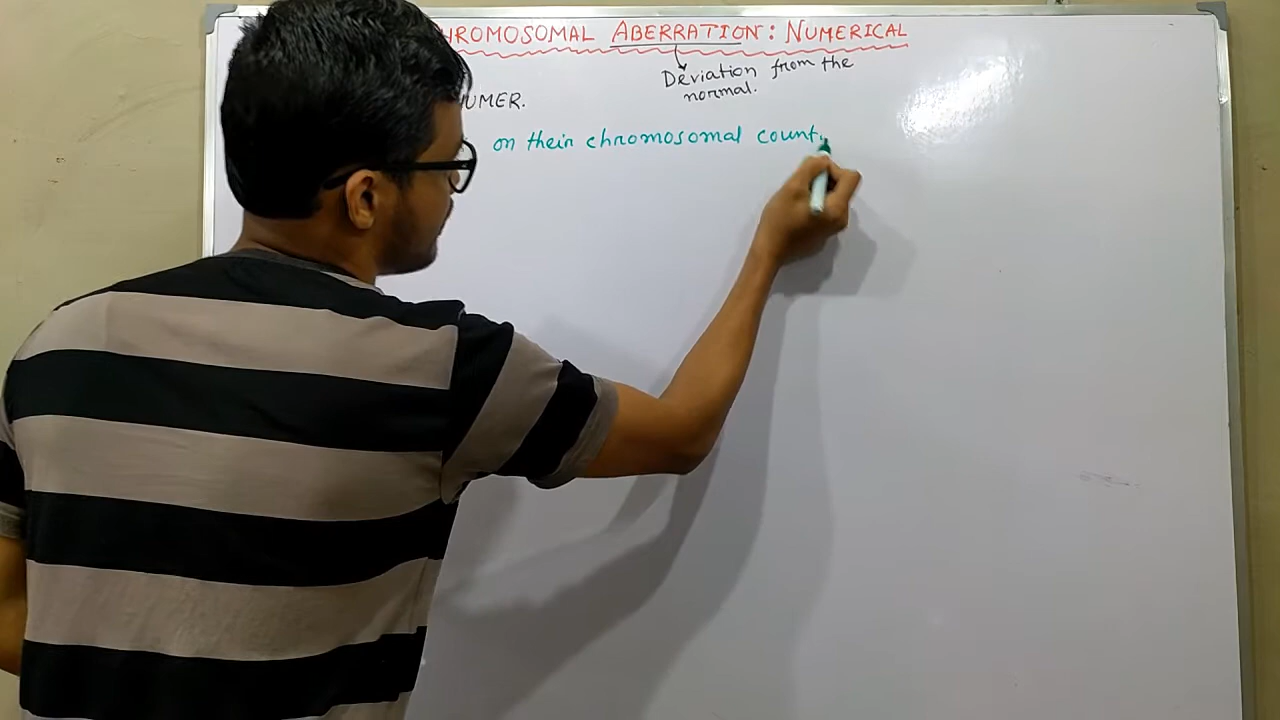 HROMOSOMAL ABERRATION: NUMERICAL
Deviation from the
normal.
UMER.
on their chromosomal count,